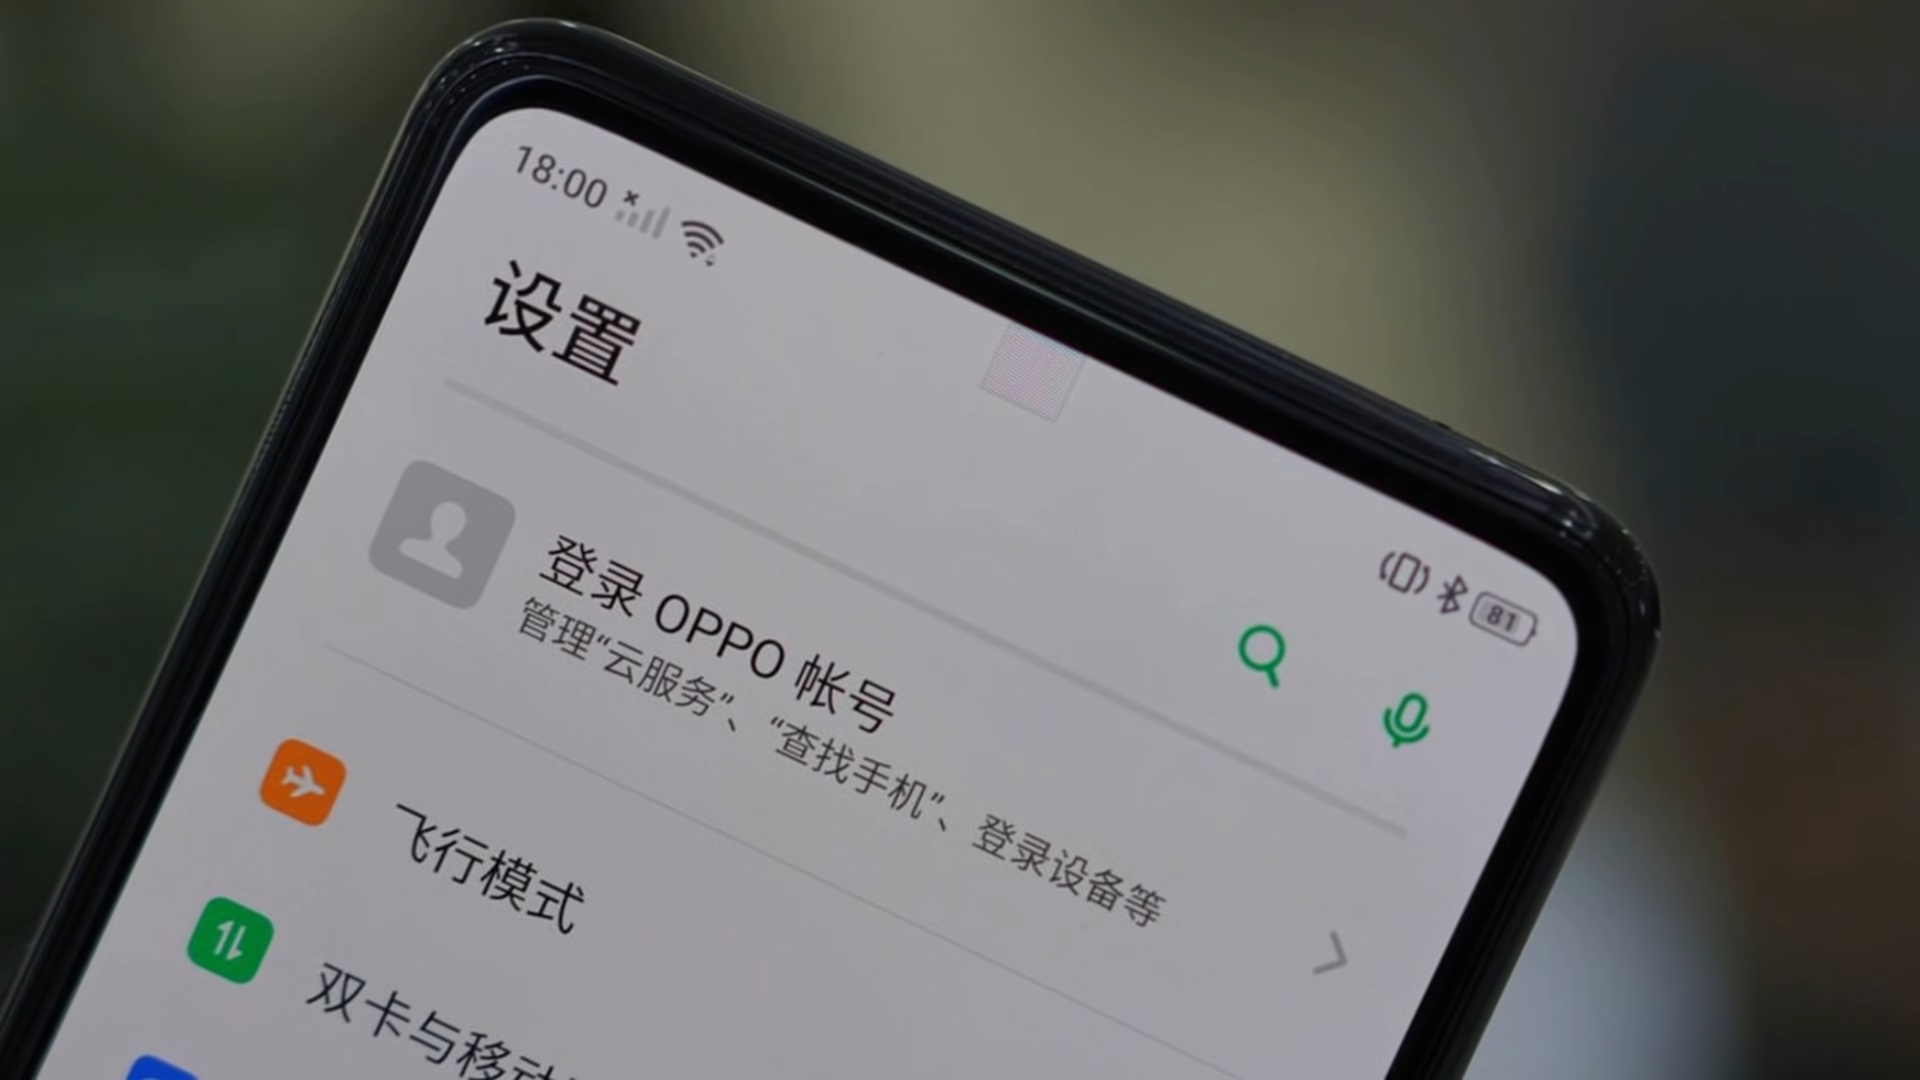 18:00
81
设置
登录 OPPO 帐号
管理“云服务”、“查找手机”、登录设备等
飞行模式
双卡与移动